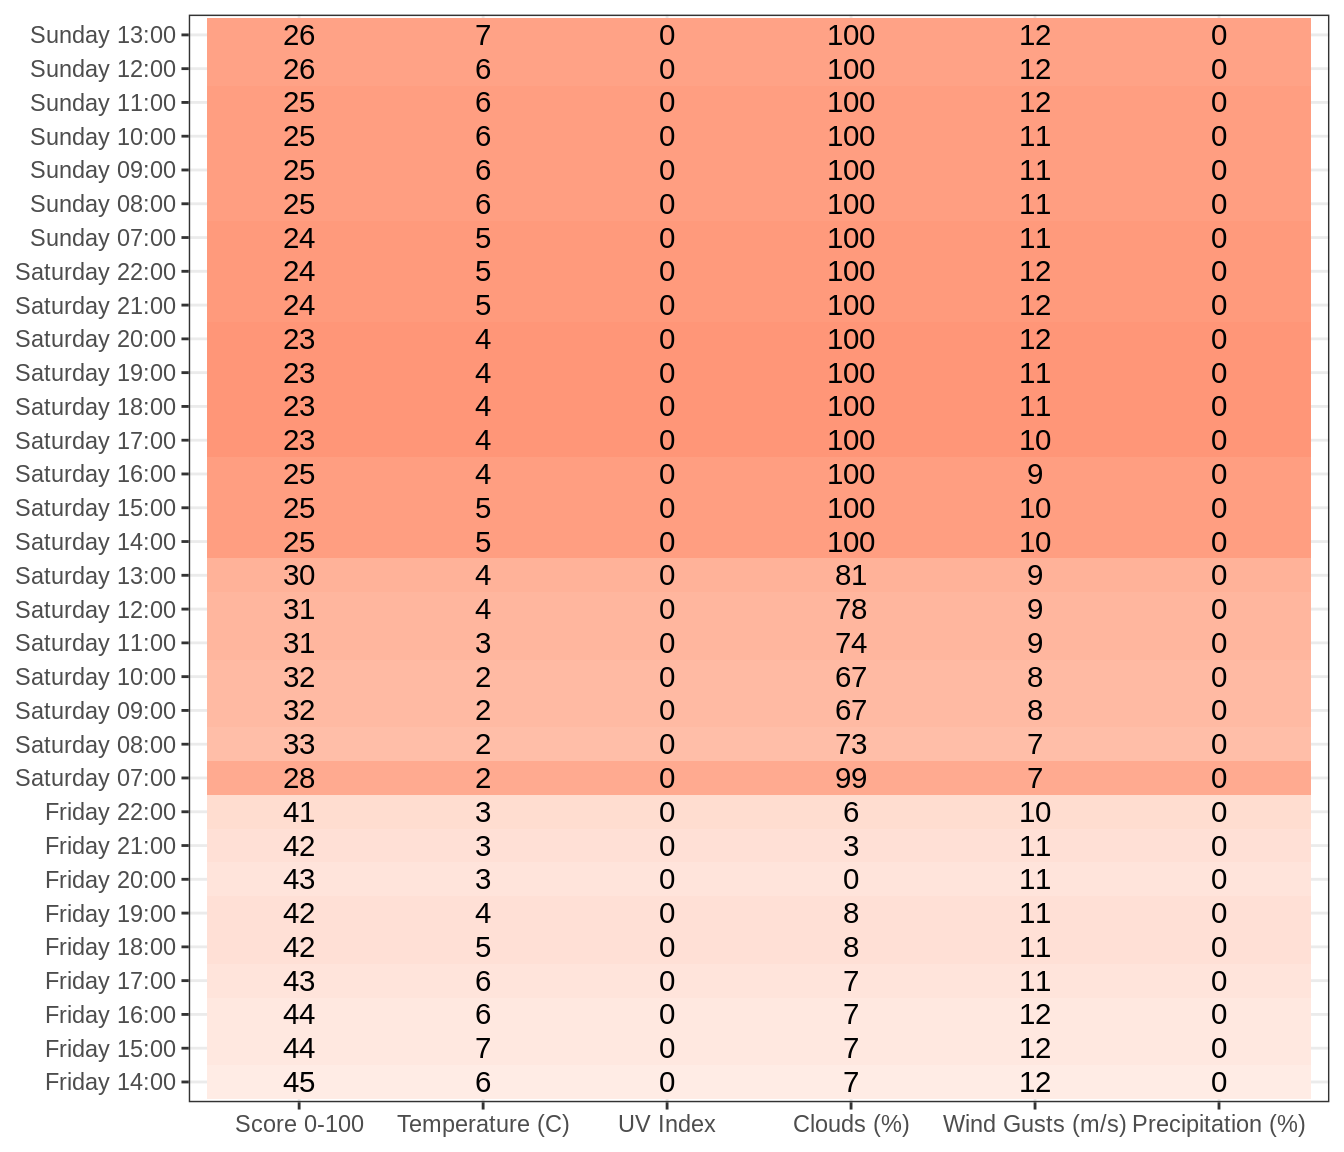 Sunday 13:00 26 7 0 100 12 0
Sunday 12:00 26 6 0 100 12 0
Sunday 11:00 25 6 0 100 12 0
Sunday 10:00 25 6 0 100 11 0
Sunday 09:00 25 6 0 100 11 0
Sunday 08:00 25 6 0 100 11 0
Sunday 07:00 24 5 0 100 11 0
Saturday 22:00 24 5 0 100 12 0
Saturday 21:00 24 5 0 100 12 0
Saturday 20:00 23 4 0 100 12 0
Saturday 19:00 23 4 0 100 11 0
Saturday 18:00 23 4 0 100 11 0
Saturday 17:00 23 4 0 100 10 0
Saturday 16:00 25 4 0 100 9 0
Saturday 15:00 25 5 0 100 10 0
Saturday 14:00 25 5 0 100 10 0
Saturday 13:00 30 4 0 81 9 0
Saturday 12:00 31 4 0 78 9 0
Saturday 11:00 31 3 0 74 9 0
Saturday 10:00 32 2 0 67 8 0
Saturday 09:00 32 2 0 67 8 0
Saturday 08:00 33 2 0 73 7 0
Saturday 07:00 28 2 0 99 7 0
Friday 22:00 41 3 0 6 10 0
Friday 21:00 42 3 0 3 11 0
Friday 20:00 43 3 0 0 11 0
Friday 19:00 42 4 0 8 11 0
Friday 18:00 42 5 0 8 11 0
Friday 17:00 43 6 0 7 11 0
Friday 16:00 44 6 0 7 12 0
Friday 15:00 44 7 0 7 12 0
Friday 14:00 45 6 0 7 12 0
Score 0-100 Temperature (C) UV Index Clouds (%) Wind Gusts (m/s) Precipitation (%)